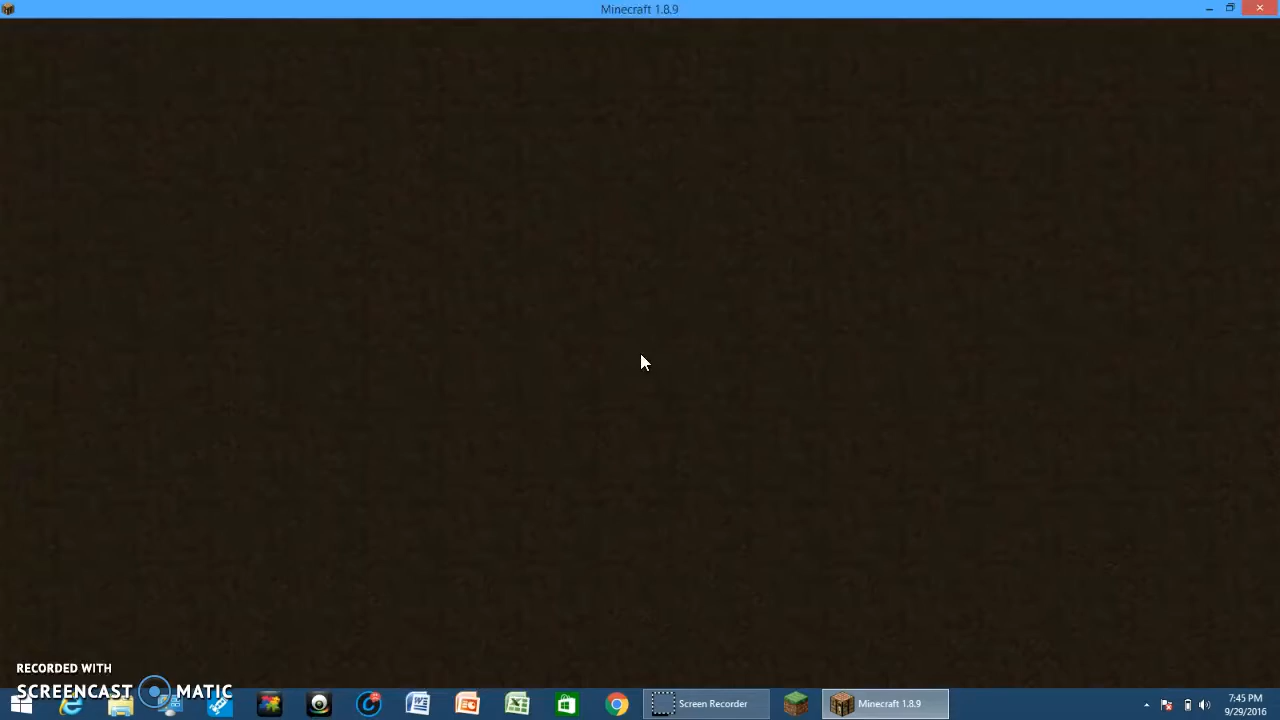 Minecraft 1.8.9
RECORDED WITH
SCREENCAST MATIC
Screen Recorder
Minecraft 1.8.9
7:45 PM
9/29/2016